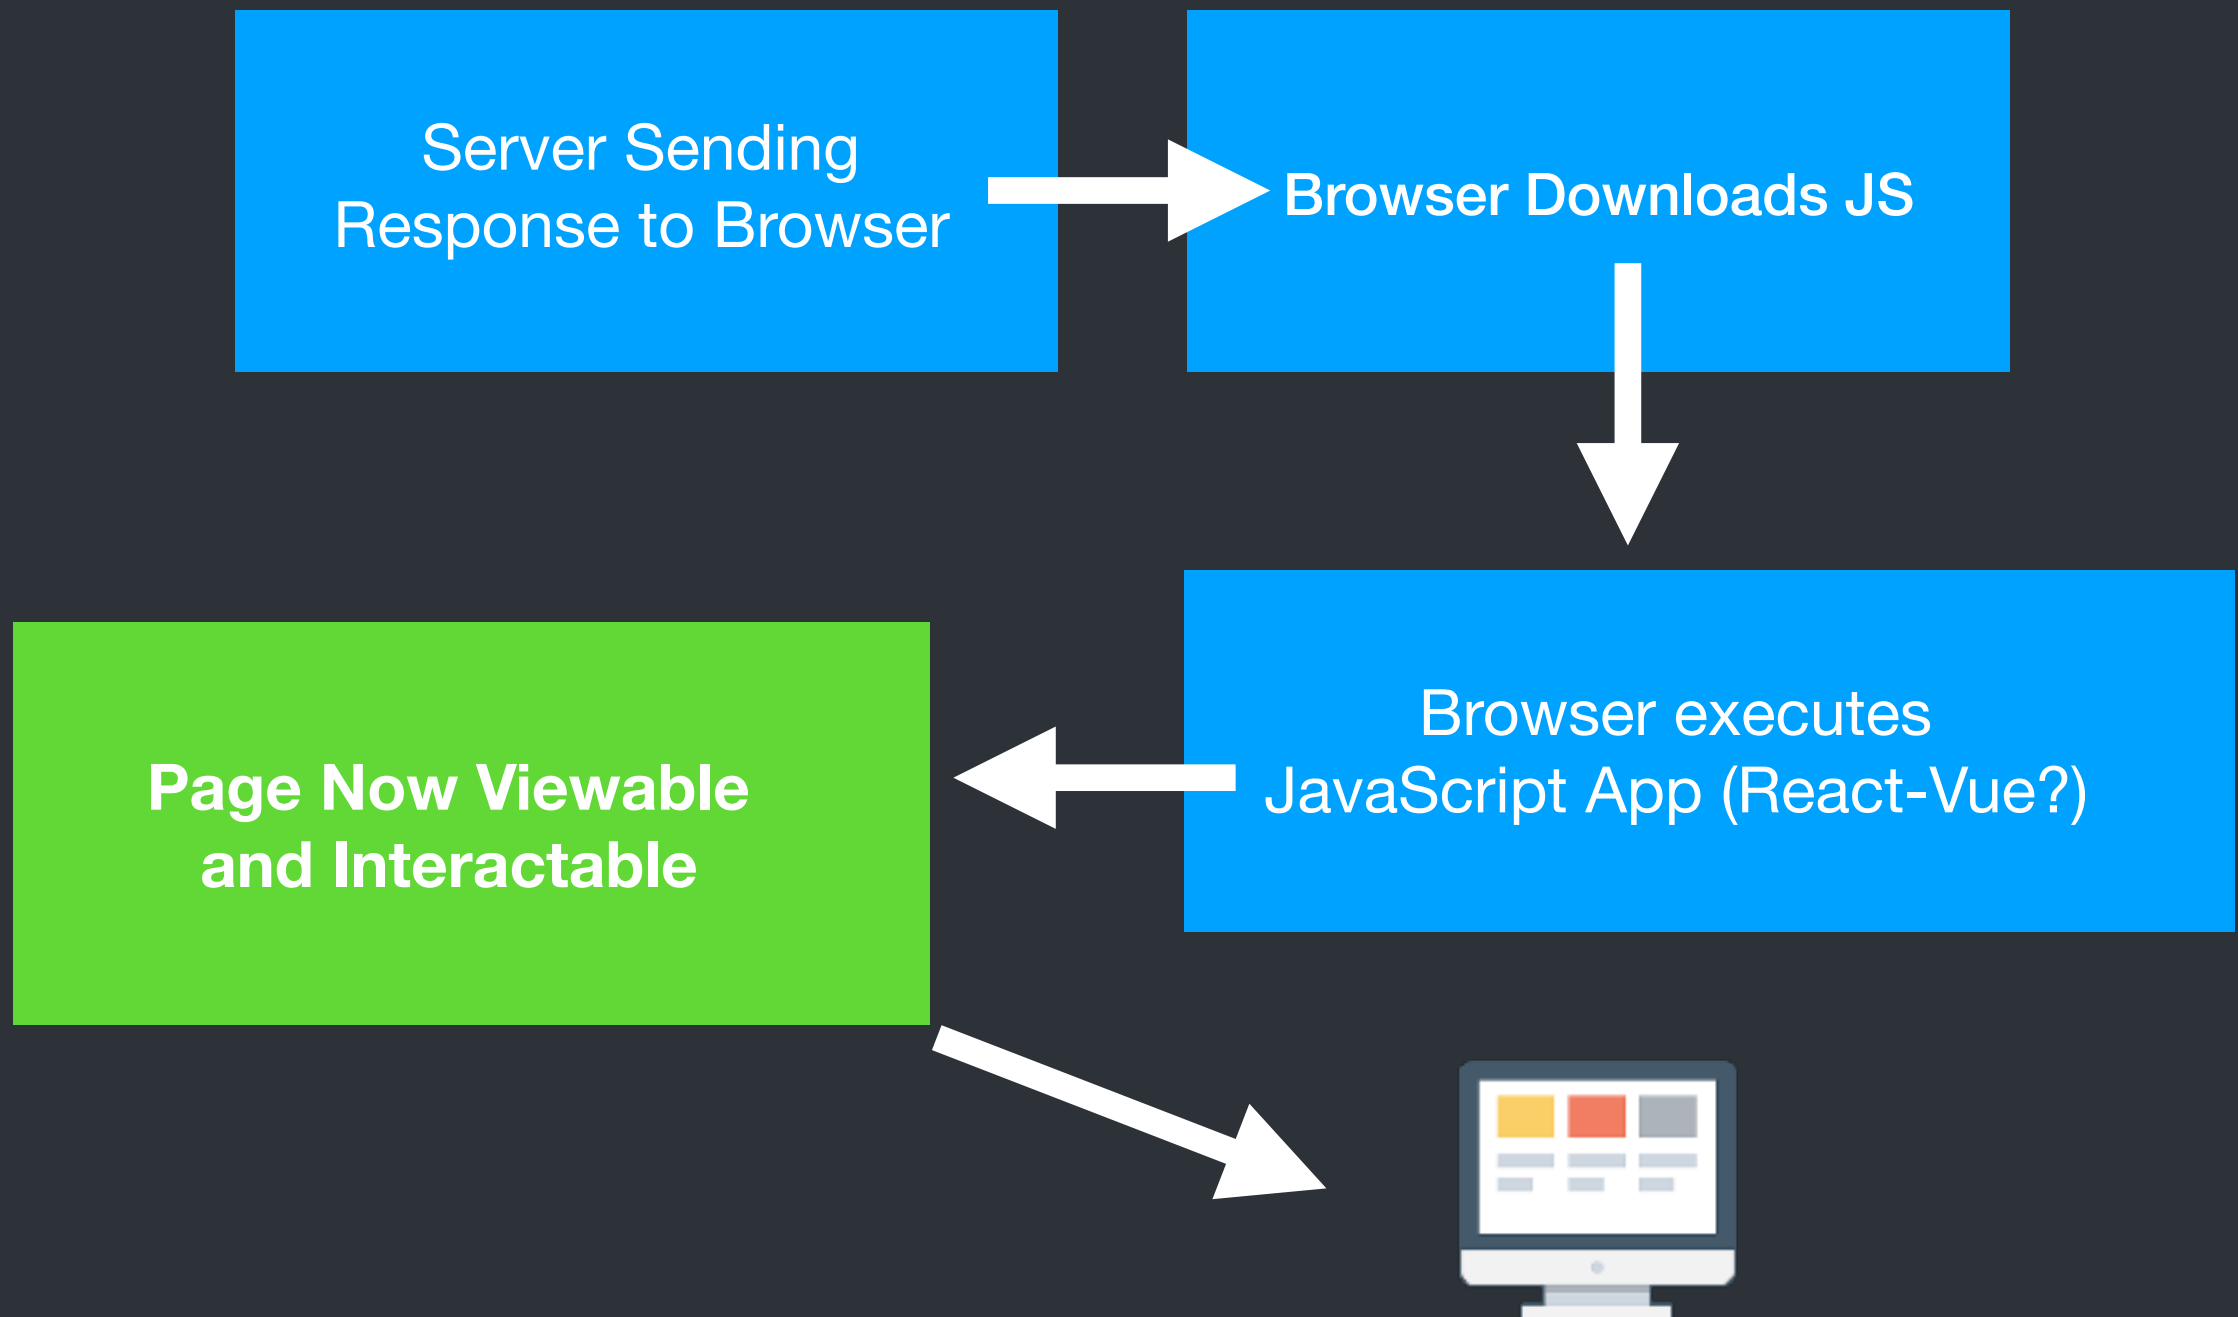 Server Sending
Response to Browser
Browser Downloads JS
Browser executes
JavaScript App (React-Vue?)
Page Now Viewable
and Interactable